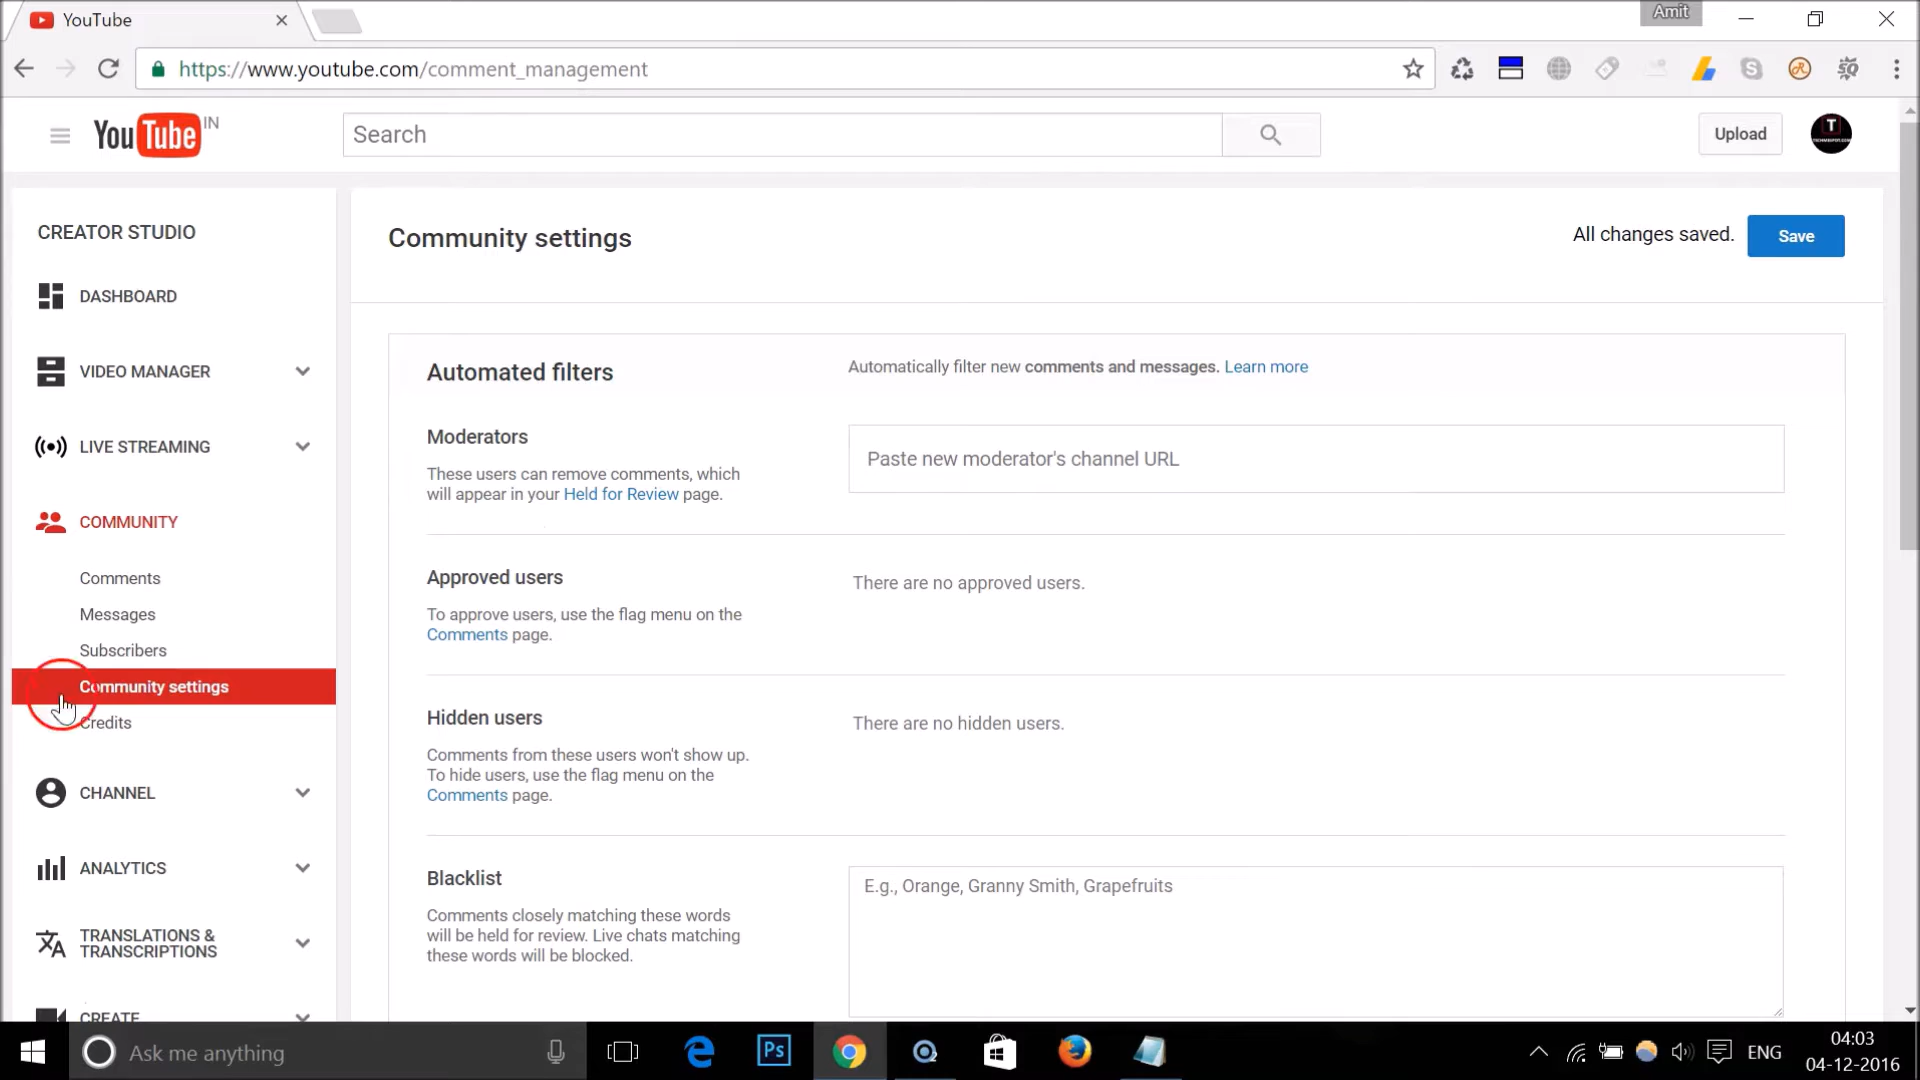 YouTube
Amit
https://www.youtube.com/comment_management
YouTube IN
Search
Upload
T
CREATOR STUDIO
DASHBOARD
VIDEO MANAGER
LIVE STREAMING
COMMUNITY
Comments
Messages
Subscribers
Community settings
Credits
CHANNEL
ANALYTICS
TRANSLATIONS &
TRANSCRIPTIONS
CREATE
Community settings
All changes saved.
Save
Automated filters
Automatically filter new comments and messages. Learn more
Moderators
These users can remove comments, which
will appear in your Held for Review page.
Paste new moderator's channel URL
Approved users
To approve users, use the flag menu on the
Comments page.
There are no approved users.
Hidden users
Comments from these users won't show up.
To hide users, use the flag menu on the
Comments page.
There are no hidden users.
Blacklist
Comments closely matching these words
will be held for review. Live chats matching
these words will be blocked.
E.g., Orange, Granny Smith, Grapefruits
Ask me anything
Ps
ENG
04:03
04-12-2016